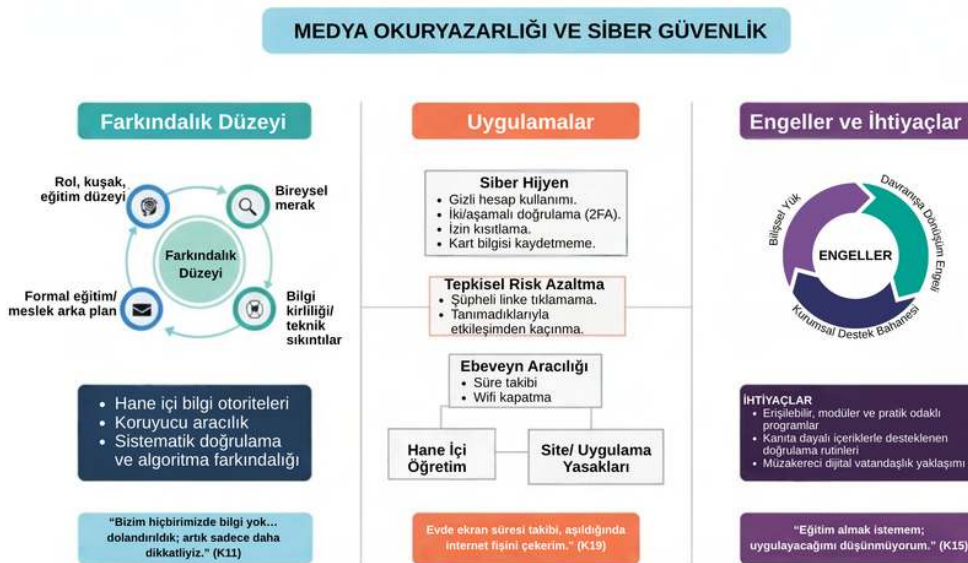 MEDYA OKURYAZARLIĞI VE SİBER GÜVENLİK
Farkındalık Düzeyi
Rol, kuşak,
eğitim düzeyi
Bireysel
merak
Farkındalık
Düzeyi
Formal eğitim/
meslek arka plan
Bilgi
kirliliği/
teknik
sıkıntılar
• Hane içi bilgi otoriteleri
• Koruyucu aracılık
• Sistematik doğrulama
ve algoritma farkındalığı
"Bizim hiçbirimizde bilgi yok…
dolandırıldık; artık sadece daha
dikkatliyiz." (K11)
Uygulamalar
Siber Hijyen
• Gizli hesap kullanımı.
• İki/aşamalı doğrulama (2FA).
• İzin kısıtlama.
• Kart bilgisi kaydetmeme.
Tepkisel Risk Azaltma
• Şüpheli linke tıklamama.
• Tanımadıklarıyla
etkileşimden kaçınma.
Ebeveyn Aracılığı
• Süre takibi
• Wifi kapatma
Hane İçi
Öğretim
Site/ Uygulama
Yasakları
Evde ekran süresi takibi, aşıldığında
internet fişini çekerim." (K19)
Engeller ve İhtiyaçlar
Bilişsel Yük
Davranışa Dönüşüm Engeli
ENGELLER
Kurumsal Destek Bahanesi
İHTİYAÇLAR
• Erişilebilir, modüler ve pratik odaklı
programlar
• Kanıta dayalı içeriklerle desteklenen
doğrulama rutinleri
• Müzakereci dijital vatandaşlık yaklaşımı
"Eğitim almak istemem;
uygulayacağımı düşünmüyorum." (K15)